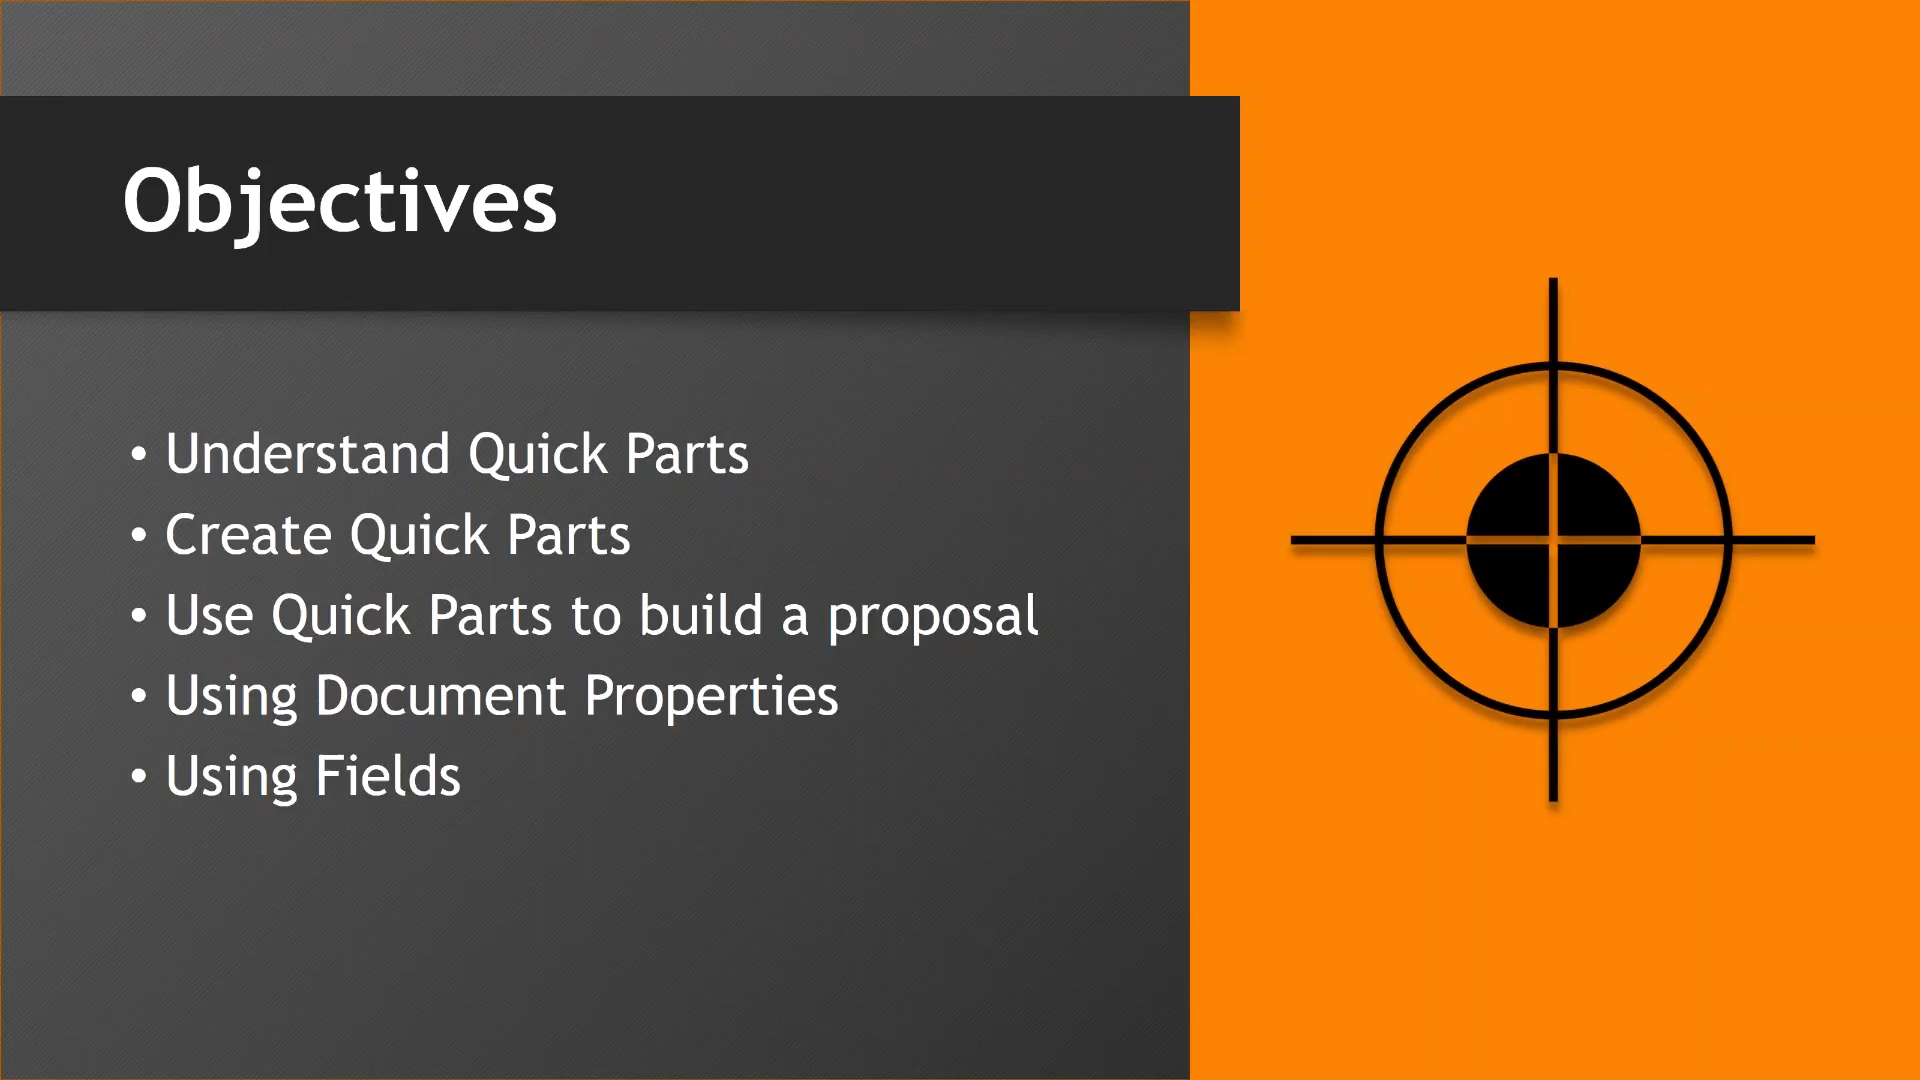 Objectives
• Understand Quick Parts
• Create Quick Parts
• Use Quick Parts to build a proposal
• Using Document Properties
• Using Fields